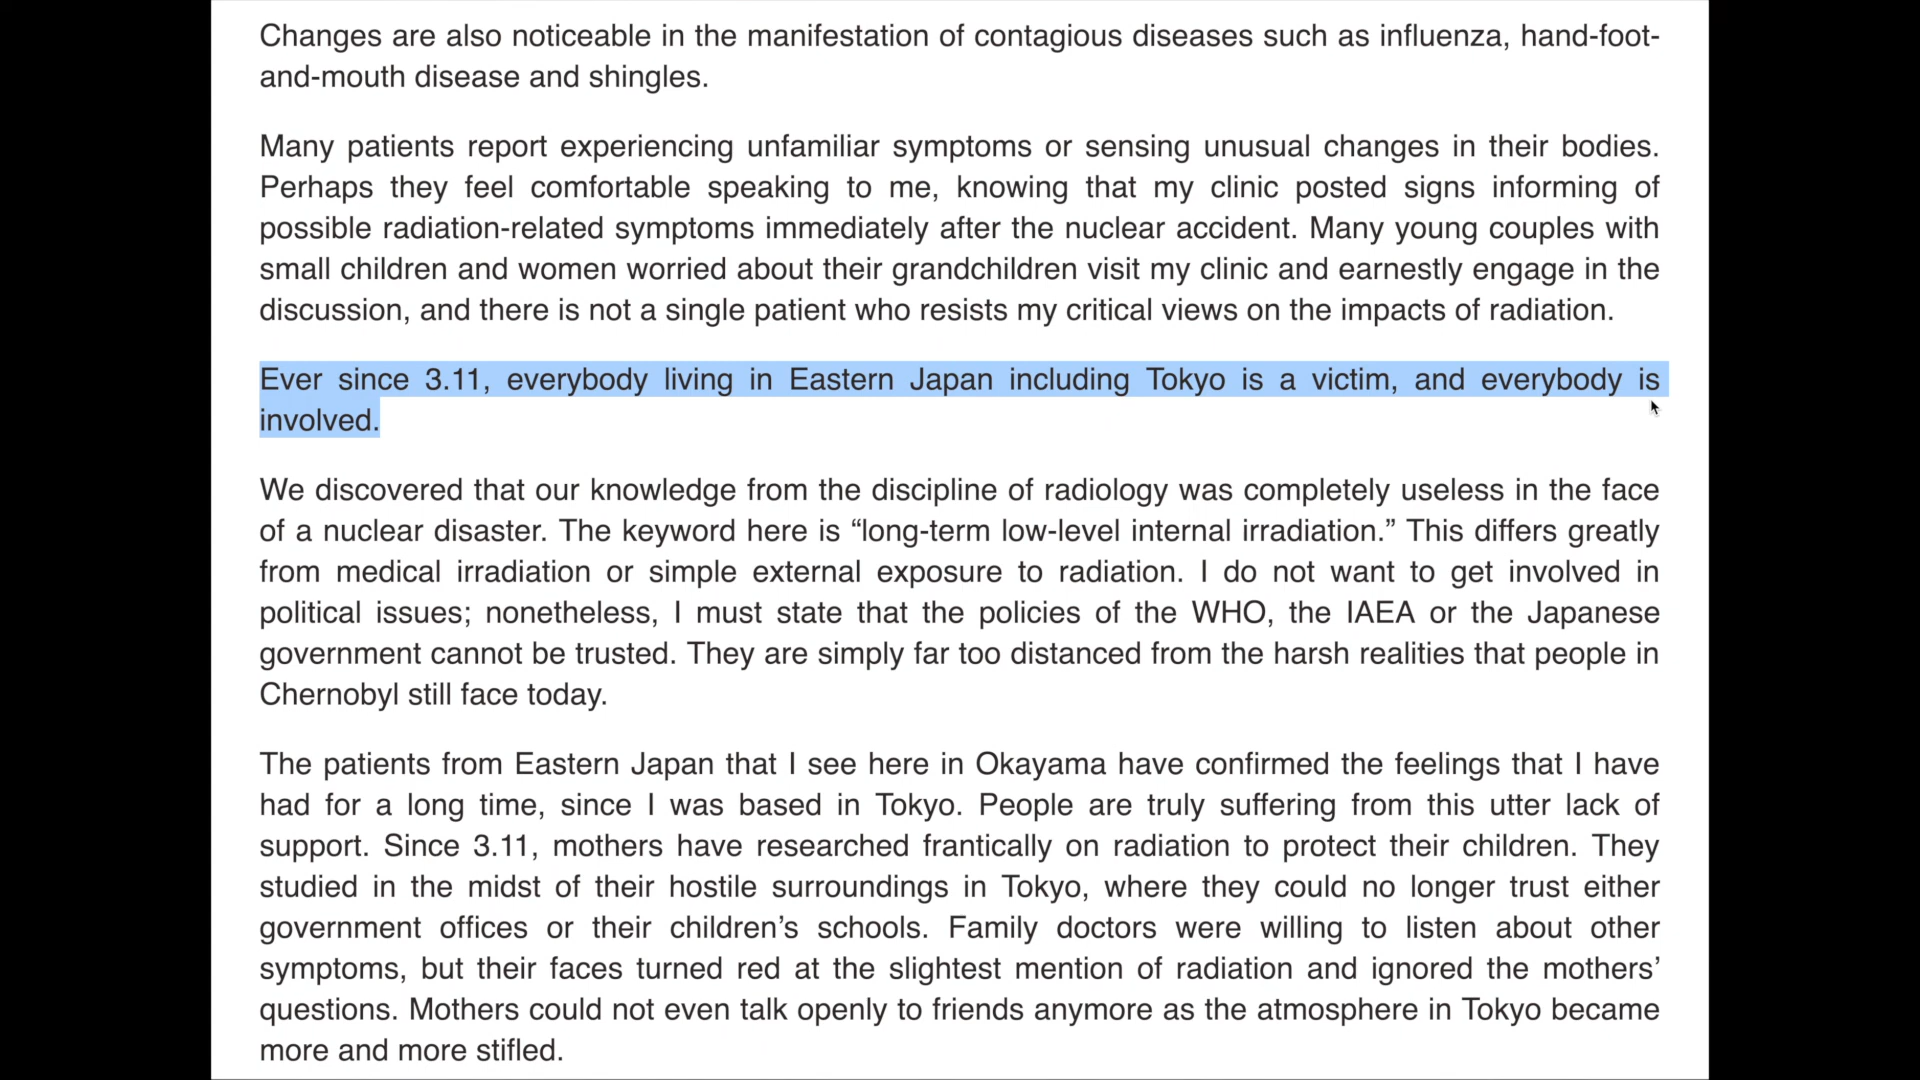 Changes are also noticeable in the manifestation of contagious diseases such as influenza, hand-foot-
and-mouth disease and shingles.
Many patients report experiencing unfamiliar symptoms or sensing unusual changes in their bodies.
Perhaps they feel comfortable speaking to me, knowing that my clinic posted signs informing of
possible radiation-related symptoms immediately after the nuclear accident. Many young couples with
small children and women worried about their grandchildren visit my clinic and earnestly engage in the
discussion, and there is not a single patient who resists my critical views on the impacts of radiation.
Ever since 3.11, everybody living in Eastern Japan including Tokyo is a victim, and everybody is
involved.
We discovered that our knowledge from the discipline of radiology was completely useless in the face
of a nuclear disaster. The keyword here is “long-term low-level internal irradiation.” This differs greatly
from medical irradiation or simple external exposure to radiation. I do not want to get involved in
political issues; nonetheless, I must state that the policies of the WHO, the IAEA or the Japanese
government cannot be trusted. They are simply far too distanced from the harsh realities that people in
Chernobyl still face today.
The patients from Eastern Japan that I see here in Okayama have confirmed the feelings that I have
had for a long time, since I was based in Tokyo. People are truly suffering from this utter lack of
support. Since 3.11, mothers have researched frantically on radiation to protect their children. They
studied in the midst of their hostile surroundings in Tokyo, where they could no longer trust either
government offices or their children’s schools. Family doctors were willing to listen about other
symptoms, but their faces turned red at the slightest mention of radiation and ignored the mothers’
questions. Mothers could not even talk openly to friends anymore as the atmosphere in Tokyo became
more and more stifled.